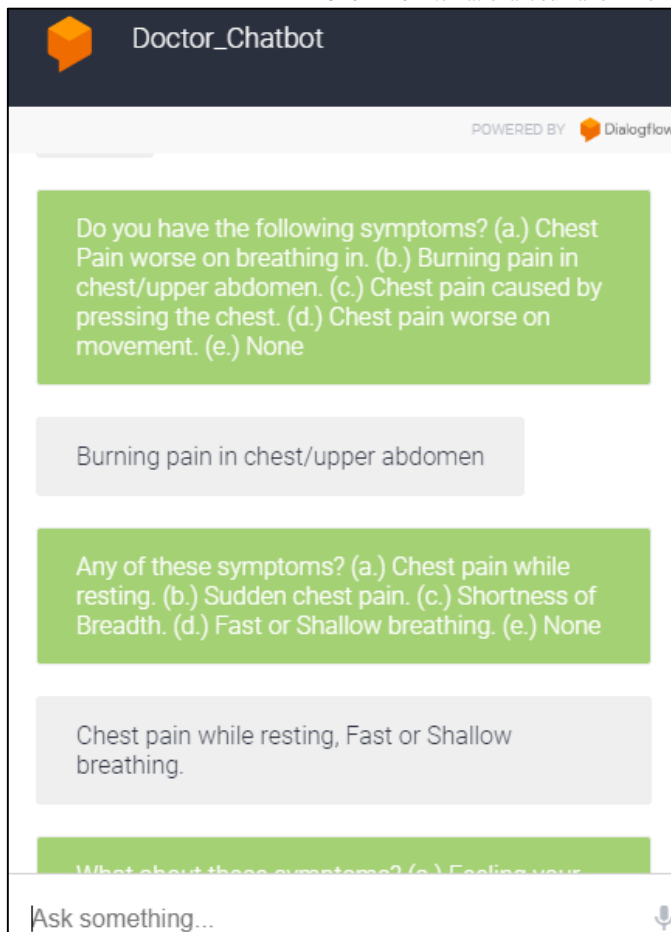 Doctor_Chatbot
POWERED BY Dialogflow
Do you have the following symptoms? (a.) Chest
Pain worse on breathing in. (b.) Burning pain in
chest/upper abdomen. (c.) Chest pain caused by
pressing the chest. (d.) Chest pain worse on
movement. (e.) None
Burning pain in chest/upper abdomen
Any of these symptoms? (a.) Chest pain while
resting. (b.) Sudden chest pain. (c.) Shortness of
Breadth. (d.) Fast or Shallow breathing. (e.) None
Chest pain while resting, Fast or Shallow
breathing.
What about these symptoms? (a.) Feeling your
Ask something...